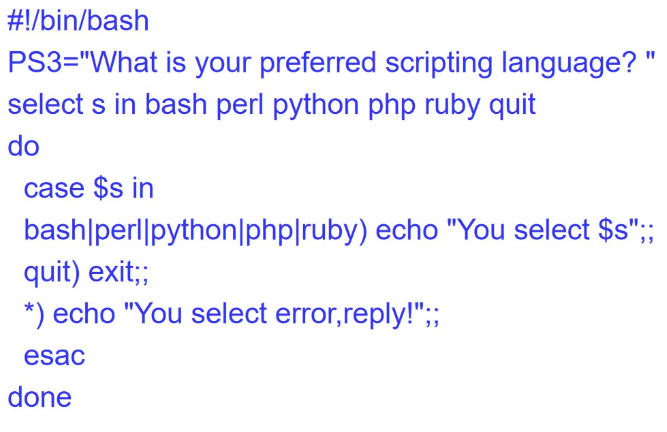 #!/bin/bash
PS3="What is your preferred scripting language? "
select s in bash perl python php ruby quit
do
case $s in
bash|perl|python|php|ruby) echo "You select $s";;
quit) exit;;
*) echo "You select error,reply!";;
esac
done